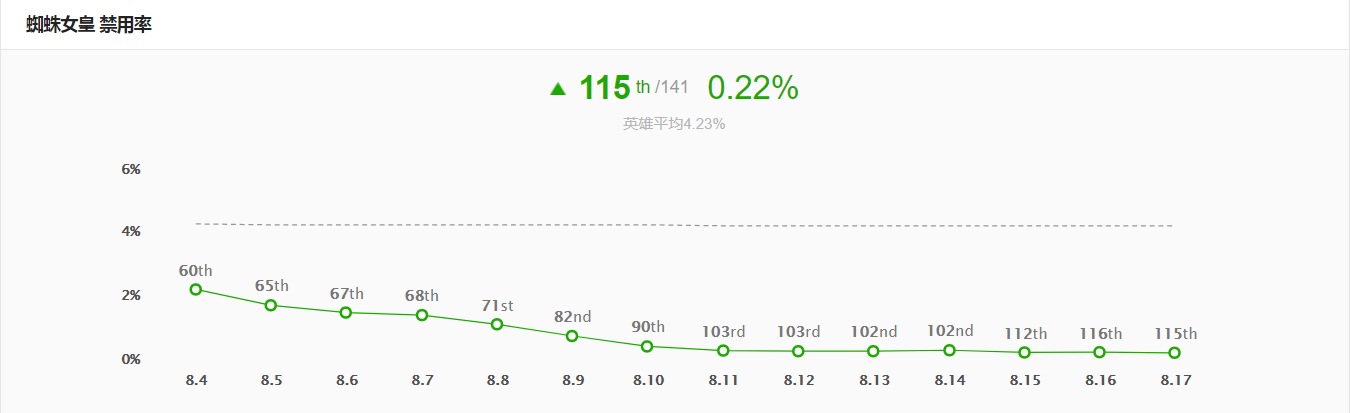 蜘蛛女皇 禁用率
115 th /141 0.22%
英雄平均4.23%
6%
4%
2%
0%
60th 65th 67th 68th 71st 82nd 90th 103rd 103rd 102nd 102nd 112th 116th 115th
8.4 8.5 8.6 8.7 8.8 8.9 8.10 8.11 8.12 8.13 8.14 8.15 8.16 8.17